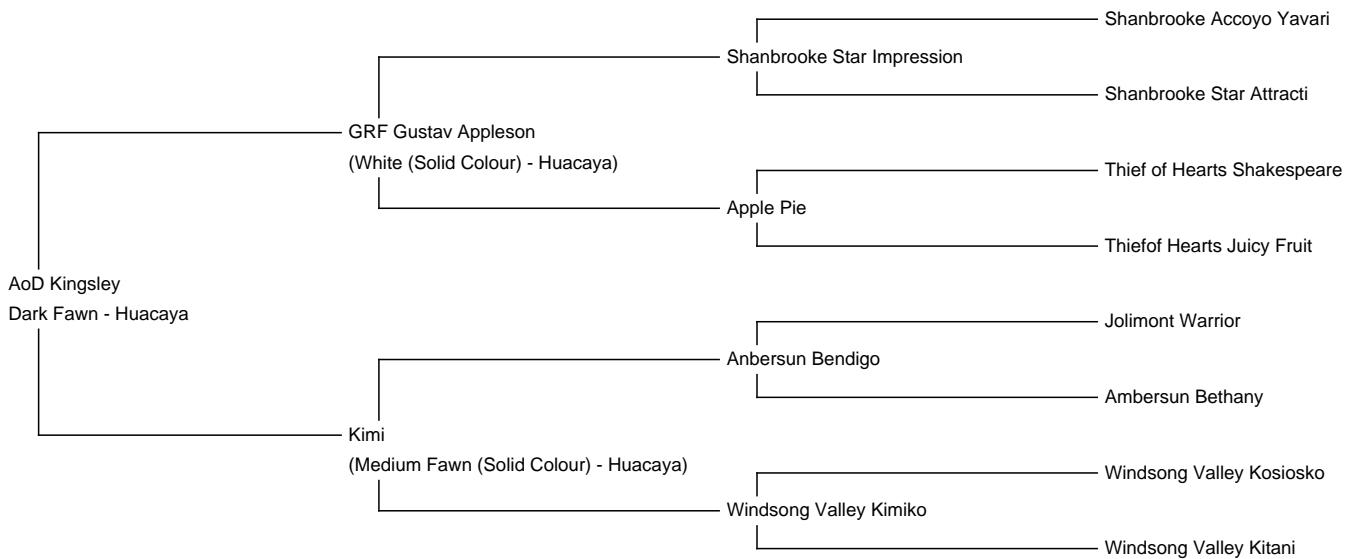 Shanbrooke Accoyo Yavari
Shanbrooke Star Impression
Shanbrooke Star Attracti
GRF Gustav Appleson
(White (Solid Colour) - Huacaya)
Thief of Hearts Shakespeare
Apple Pie
Thiefof Hearts Juicy Fruit
AoD Kingsley
Dark Fawn - Huacaya
Jolimont Warrior
Anbersun Bendigo
Ambersun Bethany
Kimi
(Medium Fawn (Solid Colour) - Huacaya)
Windsong Valley Kosiosko
Windsong Valley Kimiko
Windsong Valley Kitani